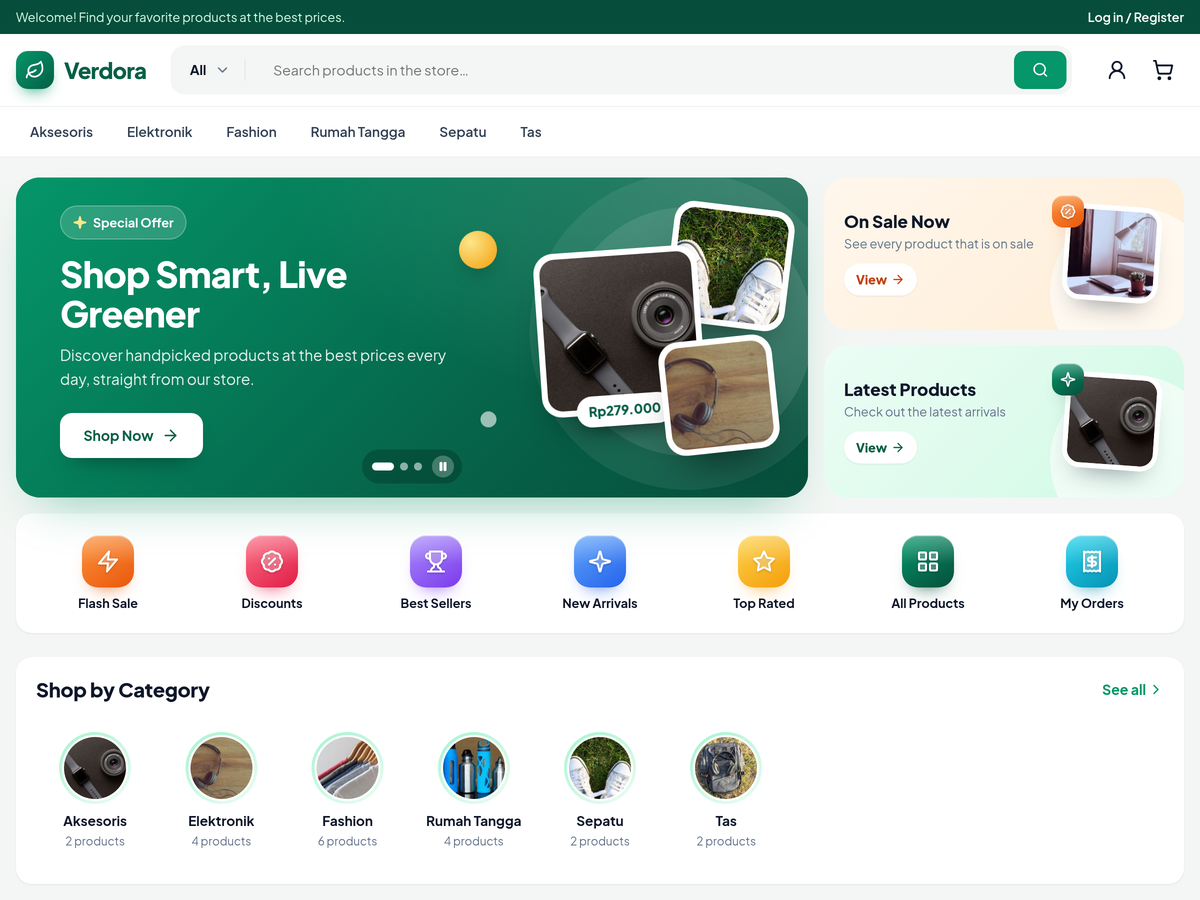 Welcome! Find your favorite products at the best prices.
Log in / Register
Verdora
All
Search products in the store...
Aksesoris
Elektronik
Fashion
Rumah Tangga
Sepatu
Tas
Special Offer
Shop Smart, Live
Greener
Discover handpicked products at the best prices every
day, straight from our store.
Shop Now
Rp279.000
On Sale Now
See every product that is on sale
View
Latest Products
Check out the latest arrivals
View
Flash Sale
Discounts
Best Sellers
New Arrivals
Top Rated
All Products
My Orders
Shop by Category
See all
Aksesoris
2 products
Elektronik
4 products
Fashion
6 products
Rumah Tangga
4 products
Sepatu
2 products
Tas
2 products